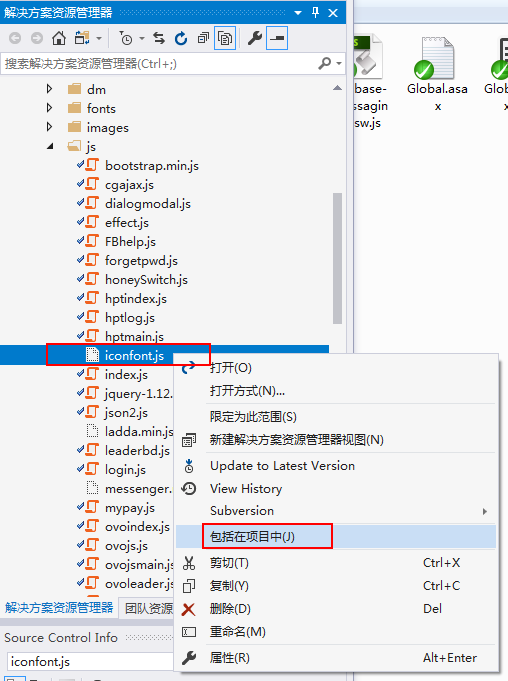 解决方案资源管理器
搜索解决方案资源管理器(Ctrl+;)
dm
fonts
images
js
bootstrap.min.js
cgajax.js
dialogmodal.js
effect.js
FBhelp.js
forgetpwd.js
honeySwitch.js
hptindex.js
hptlog.js
hptmain.js
iconfont.js
index.js
jquery-1.12.
json2.js
ladda.min.js
leaderbd.js
login.js
messenger.
mypay.js
ovoindex.js
ovojs.js
ovojsmain.js
ovoleader.js
解决方案资源管理器
团队资源
Source Control Info
iconfont.js
打开(O)
打开方式(N)...
限定为此范围(S)
新建解决方案资源管理器视图(N)
Update to Latest Version
View History
Subversion
包括在项目中(J)
剪切(T) Ctrl+X
复制(Y) Ctrl+C
删除(D) Del
重命名(M)
属性(R) Alt+Enter
base-
ssagin
sw.js
Global.asa
x
Glob
x